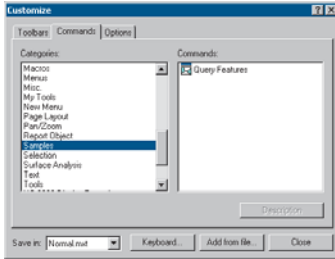 Customize
Toolbars Commands Options
Categories:
Macros
Menus
Misc.
My Tools
New Menu
Page Layout
Pan/Zoom
Report Object
Samples
Selection
Surface Analysis
Text
Tools
Commands:
Query Features
Description
Save in: Normal.mxt Keyboard... Add from file... Close